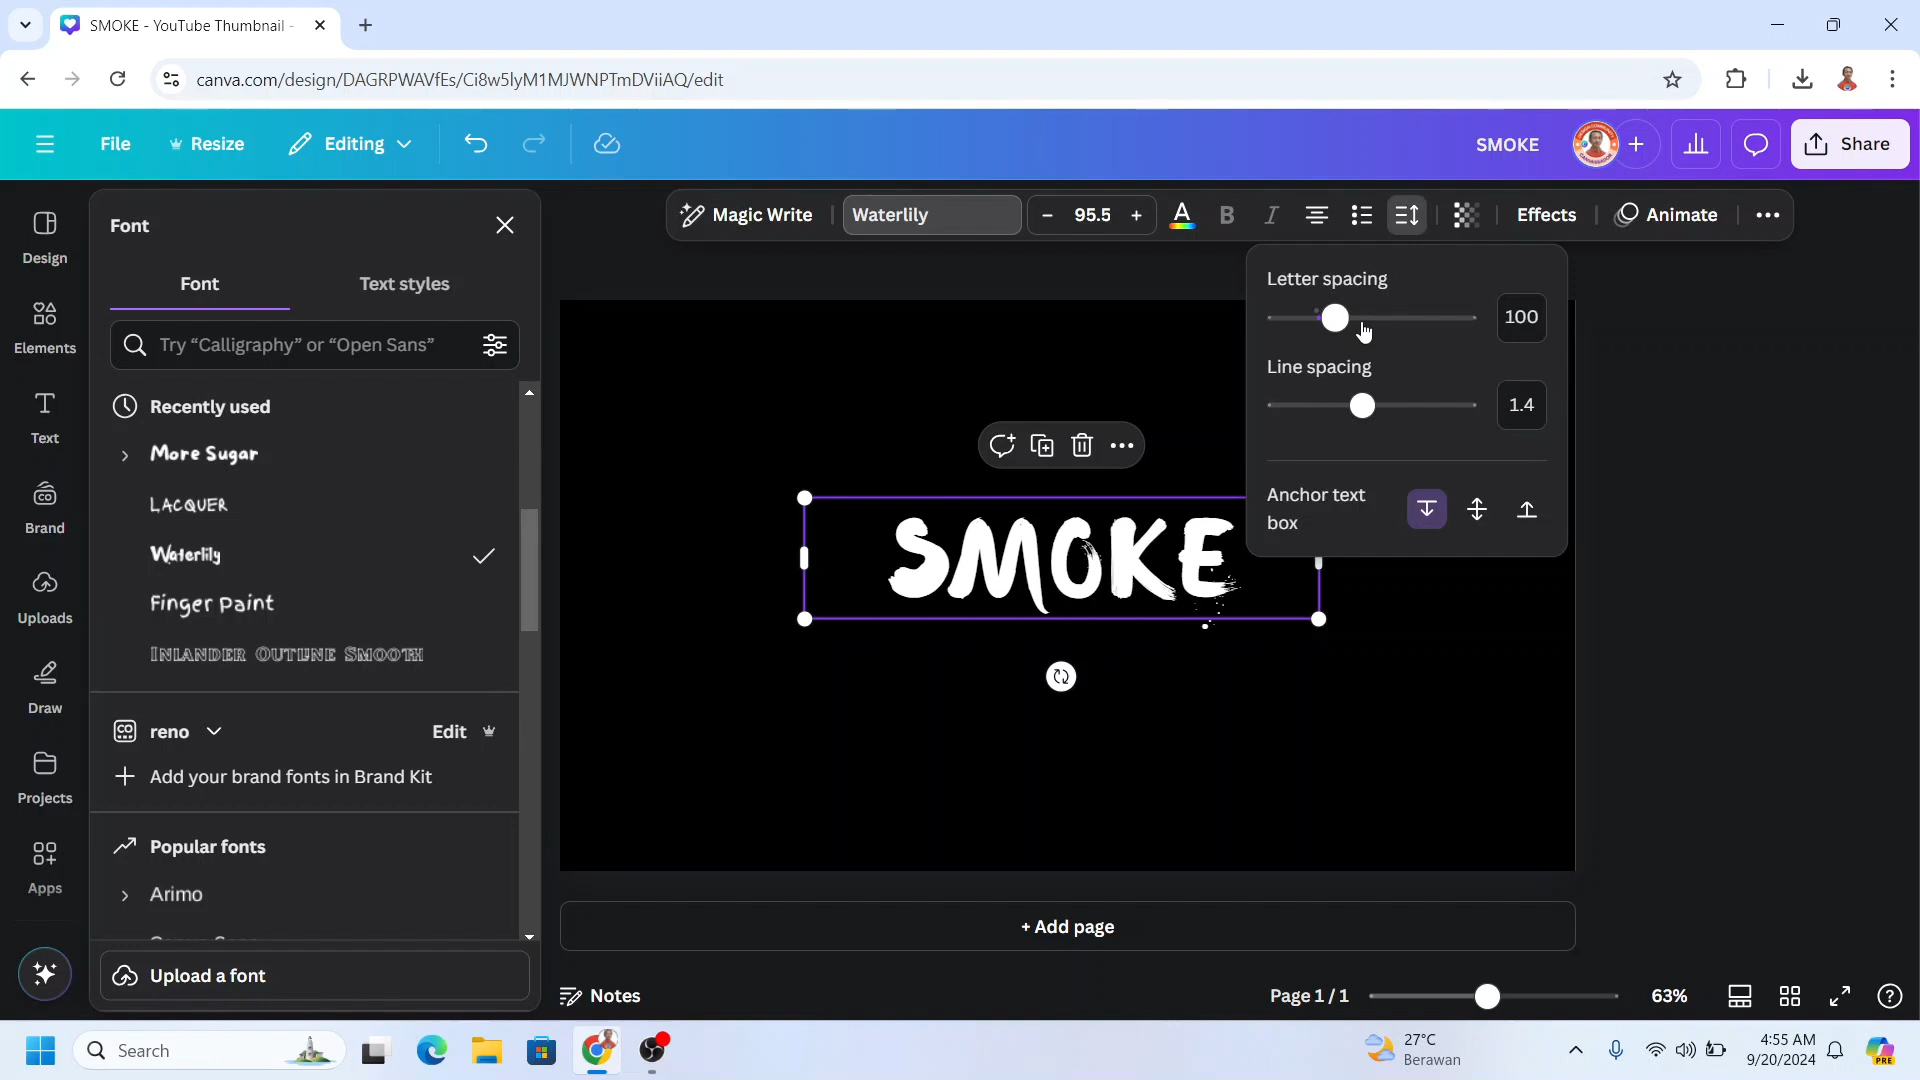 SMOKE - YouTube Thumbnail -
canva.com/design/DAGRPWAVfEs/Ci8w5lyM1MJWNPTmDViiAQ/edit
File
Resize
Editing
SMOKE
Share
Design
Elements
Text
Brand
Uploads
Draw
Projects
Apps
Font
Font
Text styles
Try “Calligraphy” or “Open Sans”
Recently used
More Sugar
LACQUER
Waterlily
Finger Paint
INLANDER OUTLINE SMOOTH
reno
Edit
Add your brand fonts in Brand Kit
Popular fonts
Arimo
Upload a font
Magic Write
Waterlily
- 95.5 +
A
B
I
Effects
Animate
Letter spacing
100
Line spacing
1.4
Anchor text
box
SMOKE
+ Add page
Notes
Page 1 / 1
63%
Search
27°C
Berawan
4:55 AM
9/20/2024
PRE